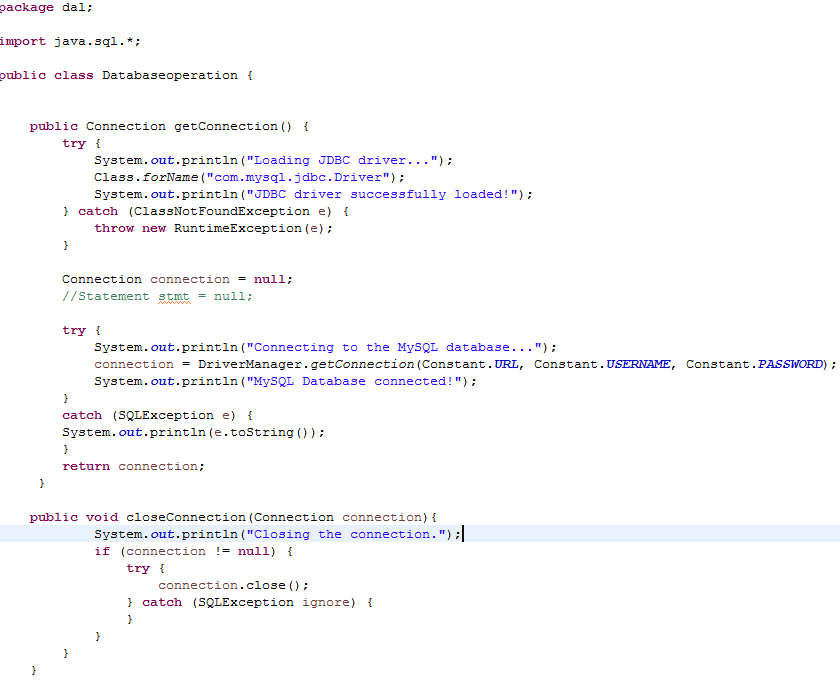 package dal;
import java.sql.*;
public class Databaseoperation {
public Connection getConnection() {
try {
System.out.println("Loading JDBC driver...");
Class.forName("com.mysql.jdbc.Driver");
System.out.println("JDBC driver successfully loaded!");
} catch (ClassNotFoundException e) {
throw new RuntimeException(e);
}
Connection connection = null;
//Statement stmt = null;
try {
System.out.println("Connecting to the MySQL database...");
connection = DriverManager.getConnection(Constant.URL, Constant.USERNAME, Constant.PASSWORD);
System.out.println("MySQL Database connected!");
}
catch (SQLException e) {
System.out.println(e.toString());
}
return connection;
}
public void closeConnection(Connection connection){
System.out.println("Closing the connection.");
if (connection != null) {
try {
connection.close();
} catch (SQLException ignore) {
}
}
}
}